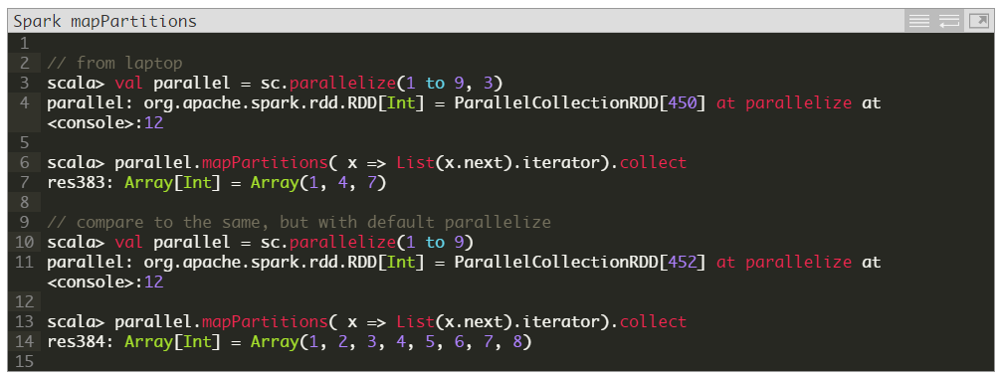 Spark mapPartitions
1
2 // from laptop
3 scala> val parallel = sc.parallelize(1 to 9, 3)
4 parallel: org.apache.spark.rdd.RDD[Int] = ParallelCollectionRDD[450] at parallelize at
<console>:12
5
6 scala> parallel.mapPartitions( x => List(x.next).iterator).collect
7 res383: Array[Int] = Array(1, 4, 7)
8
9 // compare to the same, but with default parallelize
10 scala> val parallel = sc.parallelize(1 to 9)
11 parallel: org.apache.spark.rdd.RDD[Int] = ParallelCollectionRDD[452] at parallelize at
<console>:12
12
13 scala> parallel.mapPartitions( x => List(x.next).iterator).collect
14 res384: Array[Int] = Array(1, 2, 3, 4, 5, 6, 7, 8)
15